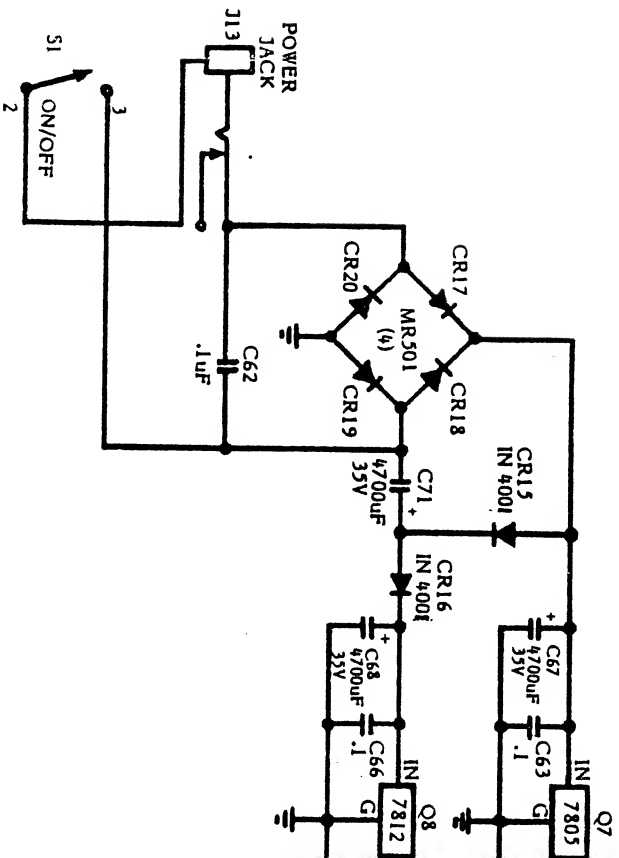 POWER
JACK
J13
S1
ON/OFF
2
3
CR17
CR20
MR501
(4)
CR18
CR19
C62
.1uF
C71
+
4700uF
35V
CR15
IN 4001
CR16
IN 4001
+
C67
4700uF
35V
C63
.1
IN
G
7805
Q7
+
C68
4700uF
35V
C66
.1
IN
G
7812
Q8